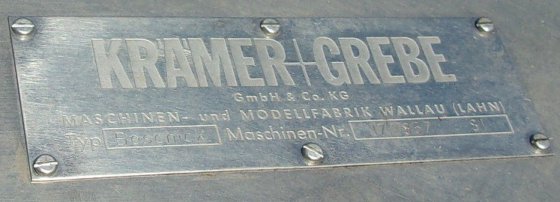 KRÄMER+GREBE
GmbH & Co. KG
MASCHINEN- und MODELLFABRIK WALLAU (LAHN)
Typ Maschinen-Nr.